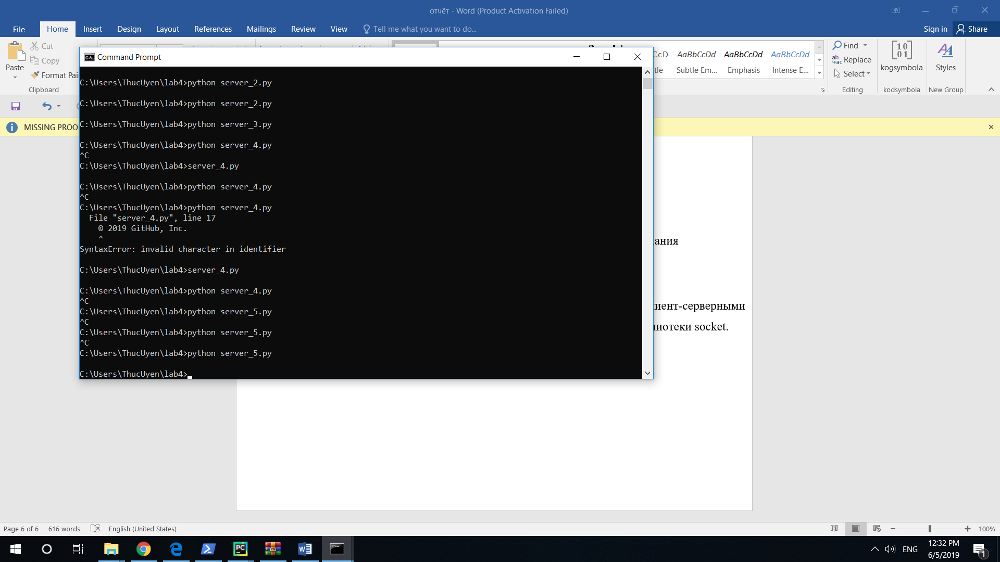 отчёт - Word (Product Activation Failed)
File Home Insert Design Layout References Mailings Review View Tell me what you want to do... Sign in Share
Paste
Cut
Copy
Format Pai
Clipboard
Command Prompt
C:\Users\ThucUyen\lab4>python server_2.py
C:\Users\ThucUyen\lab4>python server_2.py
C:\Users\ThucUyen\lab4>python server_3.py
C:\Users\ThucUyen\lab4>python server_4.py
^C
C:\Users\ThucUyen\lab4>server_4.py
C:\Users\ThucUyen\lab4>python server_4.py
^C
C:\Users\ThucUyen\lab4>python server_4.py
File "server_4.py", line 17
© 2019 GitHub, Inc.
^
SyntaxError: invalid character in identifier
C:\Users\ThucUyen\lab4>server_4.py
C:\Users\ThucUyen\lab4>python server_4.py
^C
C:\Users\ThucUyen\lab4>python server_5.py
^C
C:\Users\ThucUyen\lab4>python server_5.py
^C
C:\Users\ThucUyen\lab4>python server_5.py
C:\Users\ThucUyen\lab4>
CcD AaBbCcDd AaBbCcDd AaBbCcDd
tle Subtle Em... Emphasis Intense E...
Find
Replace
Select
Editing
kogsymbola
kodsymbola
Styles
New Group
MISSING PROO
дания
иент-серверными
лиотеки socket.
Page 6 of 6 616 words English (United States) 100%
ENG
12:32 PM
6/5/2019
1